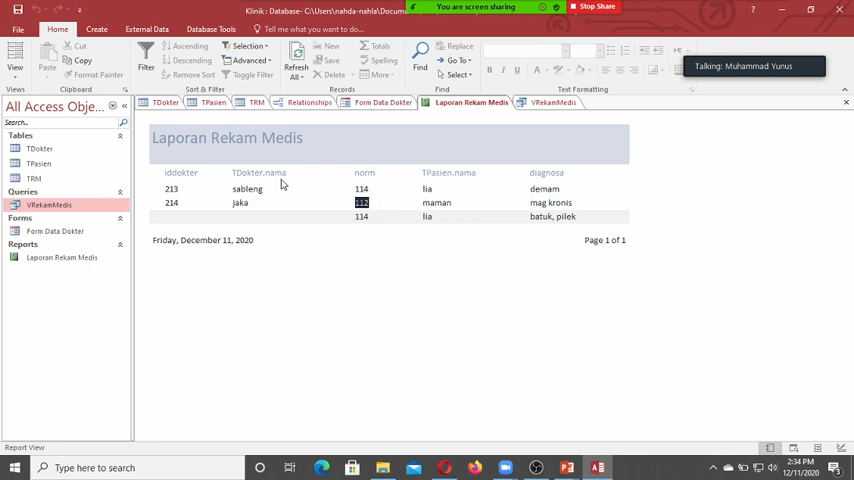 Klinik : Database- C:\Users\nahda-nahla\Docume
You are screen sharing
Stop Share
File
Home
Create
External Data
Database Tools
Tell me what you want to do...
View
Paste
Cut
Copy
Format Painter
Filter
Ascending
Descending
Remove Sort
Selection
Advanced
Toggle Filter
Refresh
All
New
Save
Delete
Totals
Spelling
More
Find
Replace
Go To
Select
B I U
Talking: Muhammad Yunus
Views
Clipboard
Sort & Filter
Records
Find
Text Formatting
All Access Obje...
Search...
Tables
TDokter
TPasien
TRM
Queries
VRekamMedis
Forms
Form Data Dokter
Reports
Laporan Rekam Medis
TDokter
TPasien
TRM
Relationships
Form Data Dokter
Laporan Rekam Medis
VRekamMedis
Laporan Rekam Medis
iddokter TDokter.nama norm TPasien.nama diagnosa
213 sableng 114 lia demam
214 jaka 112 maman mag kronis
114 lia batuk, pilek
Friday, December 11, 2020 Page 1 of 1
Report View
Type here to search
2:34 PM
12/11/2020